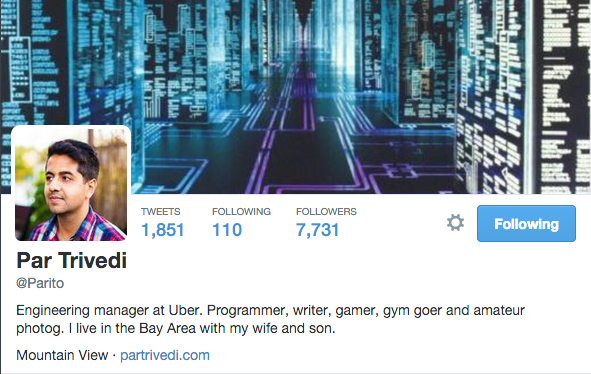 TWEETS FOLLOWING FOLLOWERS
1,851 110 7,731
Following
Par Trivedi
@Parito
Engineering manager at Uber. Programmer, writer, gamer, gym goer and amateur
photog. I live in the Bay Area with my wife and son.
Mountain View · partrivedi.com